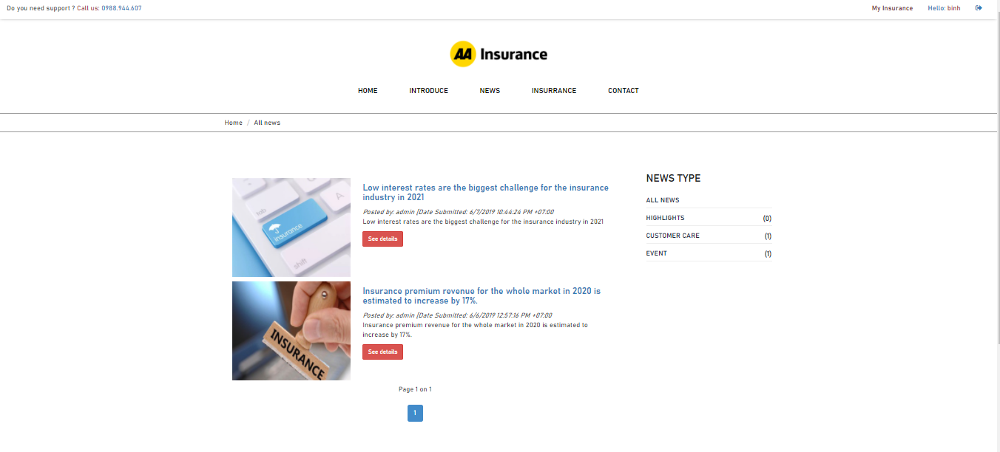 Do you need support ? Call us: 0988.944.607
My Insurance Hello: binh
AA Insurance
HOME INTRODUCE NEWS INSURRANCE CONTACT
Home / All news
tab
A
insurance
shift
Low interest rates are the biggest challenge for the insurance
industry in 2021
Posted by: admin |Date Submitted: 6/7/2019 10:44:24 PM +07:00
Low interest rates are the biggest challenge for the insurance industry in 2021
See details
INSURANCE
Insurance premium revenue for the whole market in 2020 is
estimated to increase by 17%.
Posted by: admin |Date Submitted: 6/6/2019 12:57:16 PM +07:00
Insurance premium revenue for the whole market in 2020 is estimated to
increase by 17%.
See details
Page 1 on 1
1
NEWS TYPE
ALL NEWS
HIGHLIGHTS (0)
CUSTOMER CARE (1)
EVENT (1)